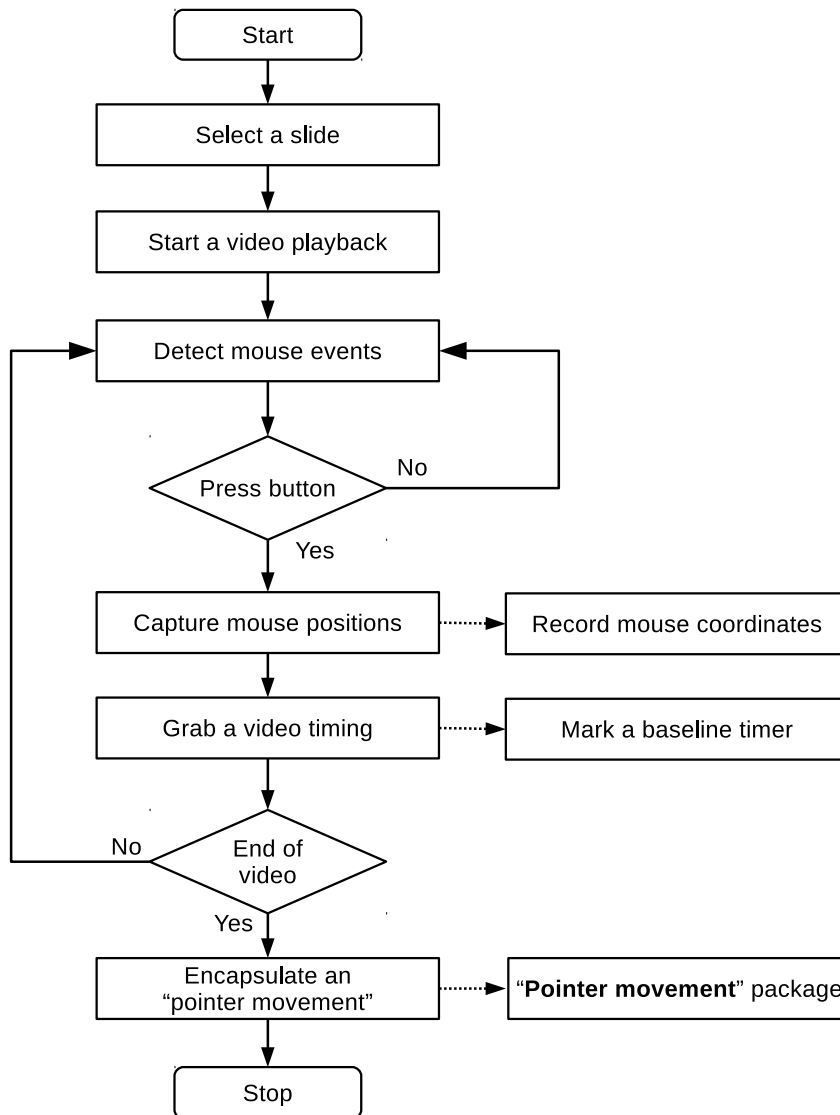 Start
Select a slide
Start a video playback
Detect mouse events
No
Press button
Yes
Capture mouse positions
Record mouse coordinates
Grab a video timing
Mark a baseline timer
No
End of
video
Yes
Encapsulate an
“pointer movement”
“Pointer movement” package
Stop